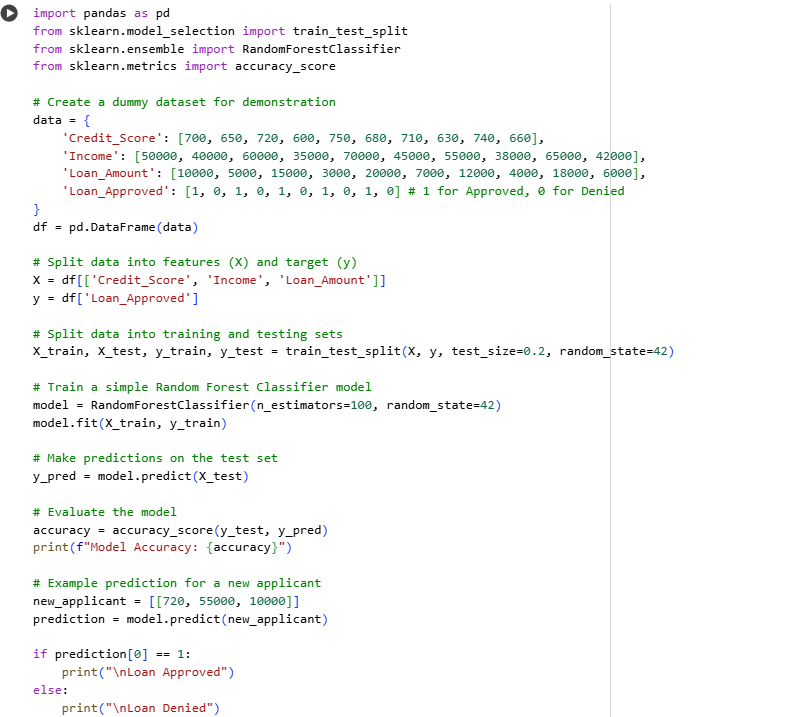 import pandas as pd
from sklearn.model_selection import train_test_split
from sklearn.ensemble import RandomForestClassifier
from sklearn.metrics import accuracy_score

# Create a dummy dataset for demonstration
data = {
    'Credit_Score': [700, 650, 720, 600, 750, 680, 710, 630, 740, 660],
    'Income': [50000, 40000, 60000, 35000, 70000, 45000, 55000, 38000, 65000, 42000],
    'Loan_Amount': [10000, 5000, 15000, 3000, 20000, 7000, 12000, 4000, 18000, 6000],
    'Loan_Approved': [1, 0, 1, 0, 1, 0, 1, 0, 1, 0] # 1 for Approved, 0 for Denied
}
df = pd.DataFrame(data)

# Split data into features (X) and target (y)
X = df[['Credit_Score', 'Income', 'Loan_Amount']]
y = df['Loan_Approved']

# Split data into training and testing sets
X_train, X_test, y_train, y_test = train_test_split(X, y, test_size=0.2, random_state=42)

# Train a simple Random Forest Classifier model
model = RandomForestClassifier(n_estimators=100, random_state=42)
model.fit(X_train, y_train)

# Make predictions on the test set
y_pred = model.predict(X_test)

# Evaluate the model
accuracy = accuracy_score(y_test, y_pred)
print(f"Model Accuracy: {accuracy}")

# Example prediction for a new applicant
new_applicant = [[720, 55000, 10000]]
prediction = model.predict(new_applicant)

if prediction[0] == 1:
    print("\nLoan Approved")
else:
    print("\nLoan Denied")